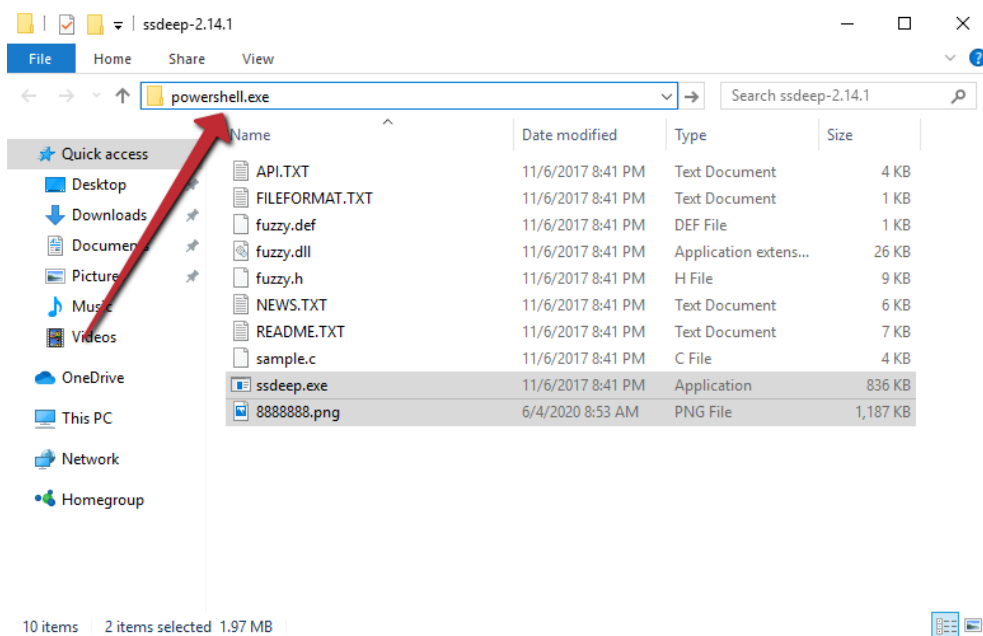 ssdeep-2.14.1
File Home Share View
powershell.exe Search ssdeep-2.14.1
Name Date modified Type Size
Quick access
Desktop
Downloads
Documents
Pictures
Music
Videos
OneDrive
This PC
Network
Homegroup
API.TXT 11/6/2017 8:41 PM Text Document 4 KB
FILEFORMAT.TXT 11/6/2017 8:41 PM Text Document 1 KB
fuzzy.def 11/6/2017 8:41 PM DEF File 1 KB
fuzzy.dll 11/6/2017 8:41 PM Application extens... 26 KB
fuzzy.h 11/6/2017 8:41 PM H File 9 KB
NEWS.TXT 11/6/2017 8:41 PM Text Document 6 KB
README.TXT 11/6/2017 8:41 PM Text Document 7 KB
sample.c 11/6/2017 8:41 PM C File 4 KB
ssdeep.exe 11/6/2017 8:41 PM Application 836 KB
8888888.png 6/4/2020 8:53 AM PNG File 1,187 KB
10 items 2 items selected 1.97 MB